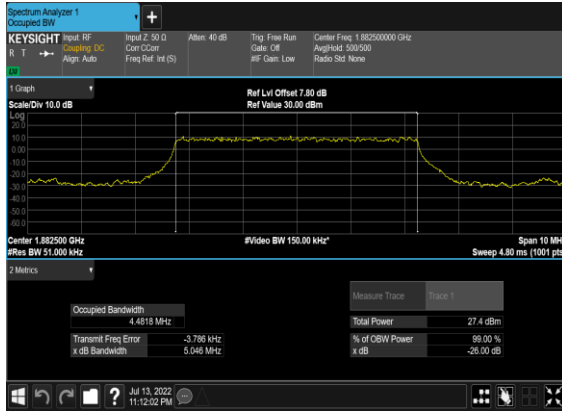 Spectrum Analyzer 1
Occupied BW
+
KEYSIGHT Input: RF Input Z: 50 Ω Atten: 40 dB Trig: Free Run Center Freq: 1.882500000 GHz
R T Coupling: DC Corr CCorr Gate: Off Avg|Hold: 500/500
Align: Auto Freq Ref: Int (S) #IF Gain: Low Radio Std: None
LV
1 Graph
Ref Lvl Offset 7.80 dB
Scale/Div 10.0 dB Ref Value 30.00 dBm
Log
20.0
10.0
0.00
-10.0
-20.0
-30.0
-40.0
-50.0
-60.0
Center 1.882500 GHz #Video BW 150.00 kHz* Span 10 MH
#Res BW 51.000 kHz Sweep 4.80 ms (1001 pts
2 Metrics
Measure Trace Trace 1
Occupied Bandwidth
4.4818 MHz Total Power 27.4 dBm
Transmit Freq Error -3.786 kHz % of OBW Power 99.00 %
x dB Bandwidth 5.046 MHz x dB -26.00 dB
? Jul 13, 2022
11:12:02 PM